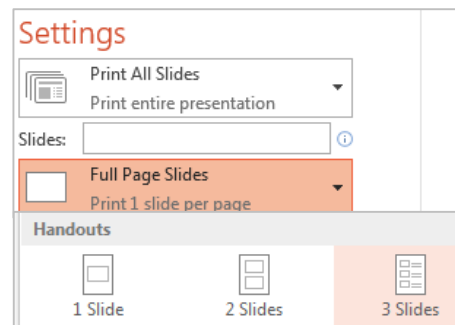 Settings
Print All Slides
Print entire presentation
Slides:
Full Page Slides
Print 1 slide per page
Handouts
1 Slide 2 Slides 3 Slides